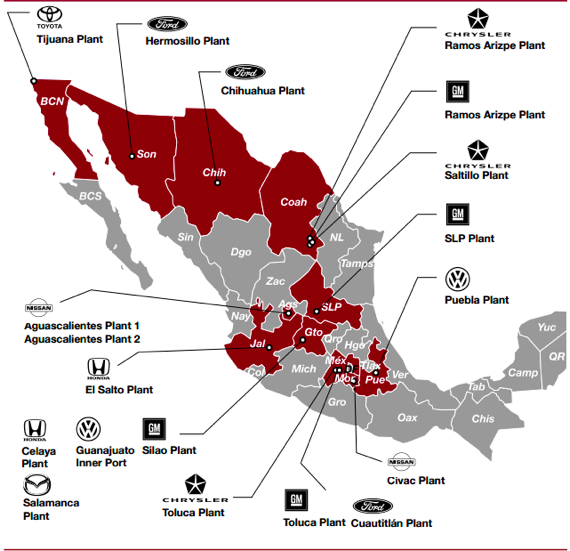 TOYOTA
Tijuana Plant
Ford
Hermosillo Plant
Ford
Chihuahua Plant
CHRYSLER
Ramos Arizpe Plant
GM
Ramos Arizpe Plant
CHRYSLER
Saltillo Plant
GM
SLP Plant
Puebla Plant
BCN
Son
Chih
Coah
BCS
Sin
Dgo
NL
Tamps
Zac
Nay
Ags
SLP
Jal
Gto
Qro
Hgo
Col
Mich
Méx
Tlax
Mor
Pue
Ver
Gro
Oax
Tab
Chis
Camp
Yuc
QR
NISSAN
Aguascalientes Plant 1
Aguascalientes Plant 2
HONDA
El Salto Plant
HONDA
Celaya
Plant
Guanajuato
Inner Port
GM
Silao Plant
Salamanca
Plant
CHRYSLER
Toluca Plant
GM
Toluca Plant
Ford
Cuautitlán Plant
NISSAN
Civac Plant